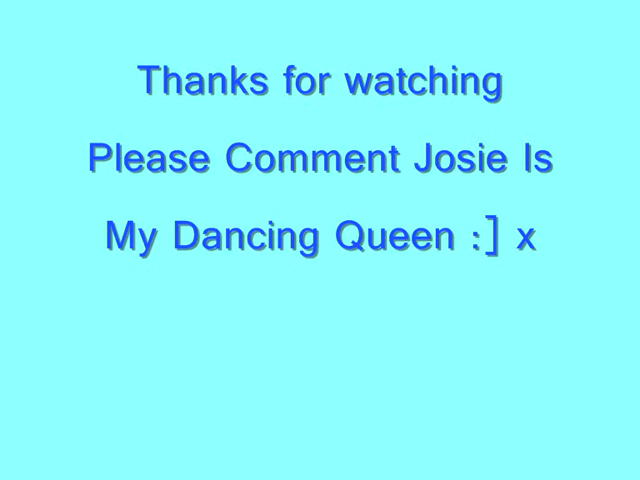 Thanks for watching
Please Comment Josie Is
My Dancing Queen :] x